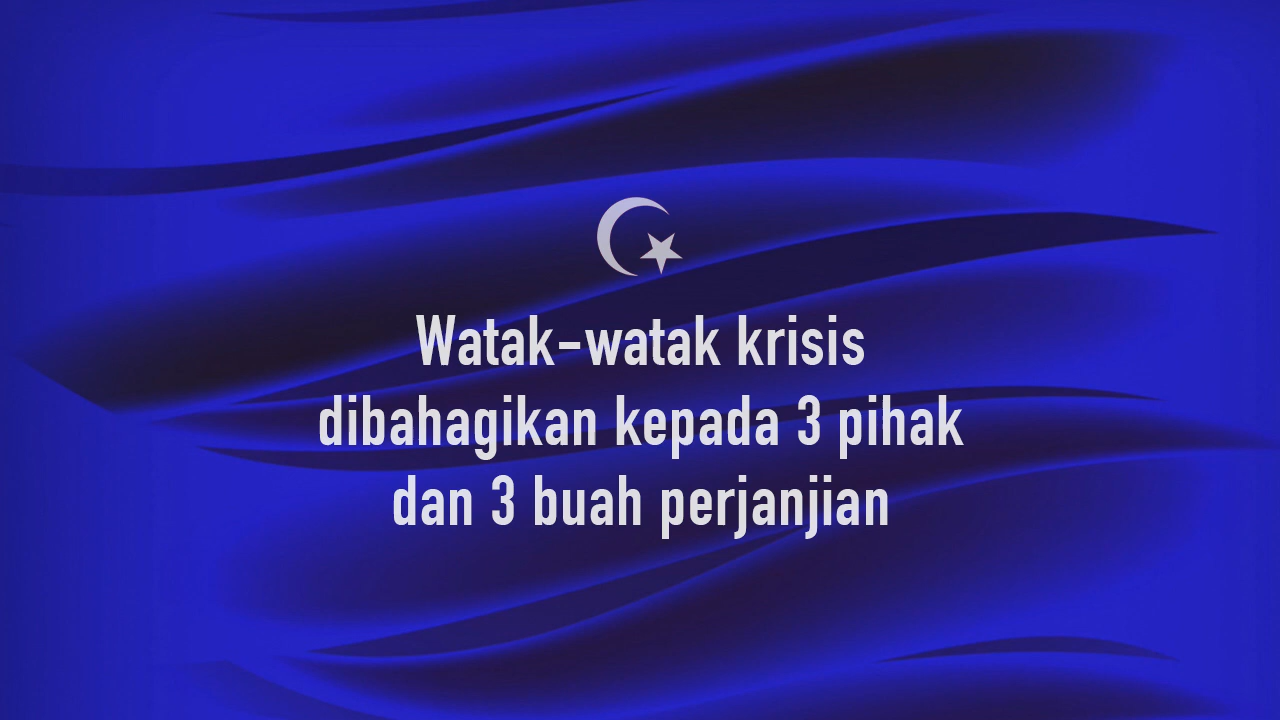 Watak-watak krisis
dibahagikan kepada 3 pihak
dan 3 buah perjanjian